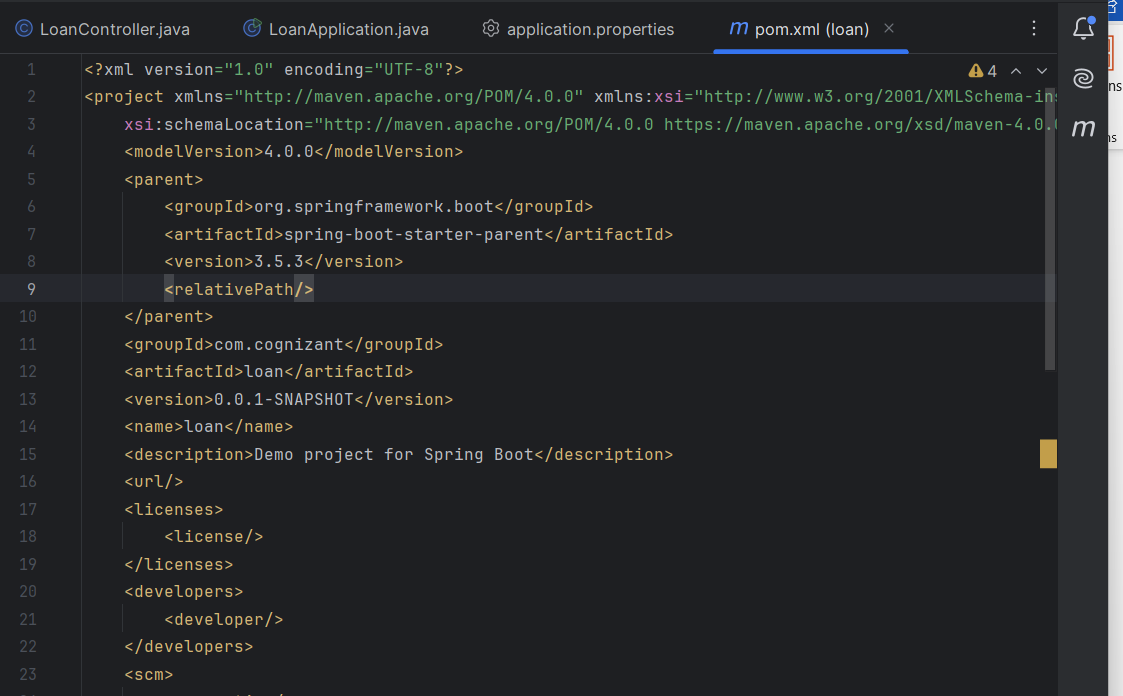 LoanController.java LoanApplication.java application.properties m pom.xml (loan)
4
1 <?xml version="1.0" encoding="UTF-8"?>
2 <project xmlns="http://maven.apache.org/POM/4.0.0" xmlns:xsi="http://www.w3.org/2001/XMLSchema-ins
3 xsi:schemaLocation="http://maven.apache.org/POM/4.0.0 https://maven.apache.org/xsd/maven-4.0.0
4 <modelVersion>4.0.0</modelVersion>
5 <parent>
6 <groupId>org.springframework.boot</groupId>
7 <artifactId>spring-boot-starter-parent</artifactId>
8 <version>3.5.3</version>
9 <relativePath/>
10 </parent>
11 <groupId>com.cognizant</groupId>
12 <artifactId>loan</artifactId>
13 <version>0.0.1-SNAPSHOT</version>
14 <name>loan</name>
15 <description>Demo project for Spring Boot</description>
16 <url/>
17 <licenses>
18 <license/>
19 </licenses>
20 <developers>
21 <developer/>
22 </developers>
23 <scm>
m
ns
ns